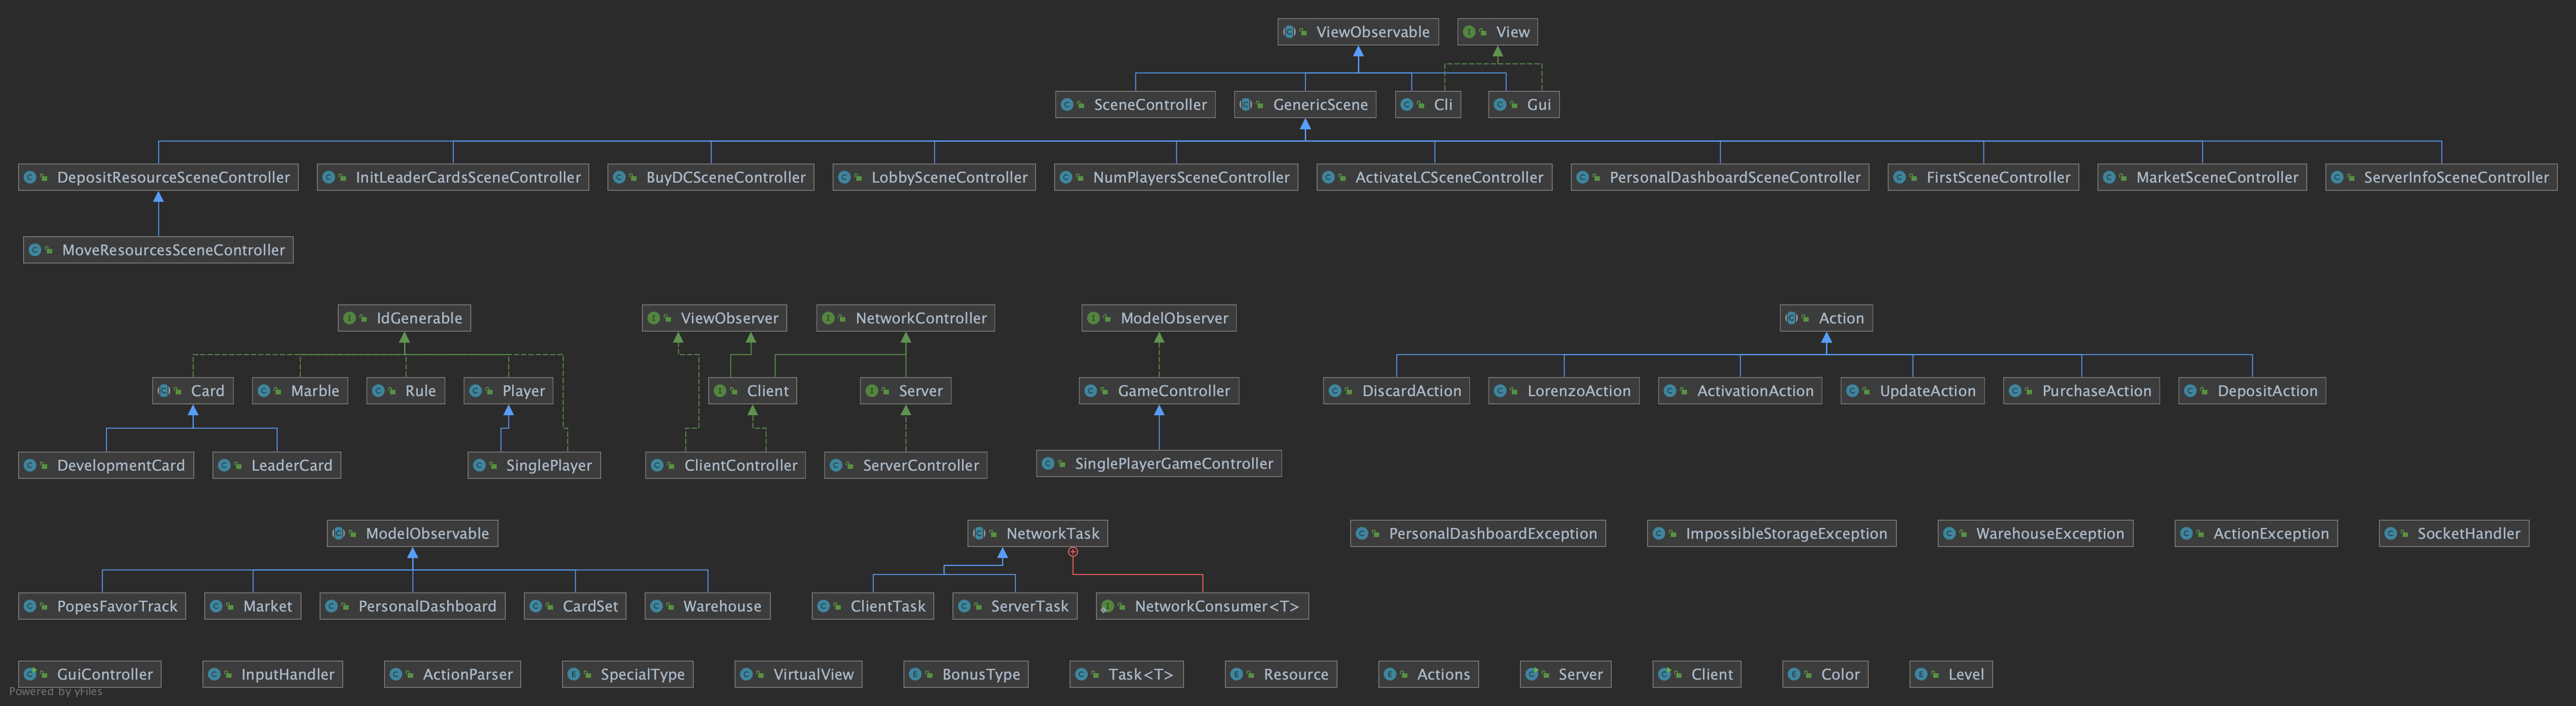 ViewObservable View
SceneController GenericScene Cli Gui
DepositResourceSceneController InitLeaderCardsSceneController BuyDCSceneController LobbySceneController NumPlayersSceneController ActivateLCSceneController PersonalDashboardSceneController FirstSceneController MarketSceneController ServerInfoSceneController
MoveResourcesSceneController
IdGenerable ViewObserver NetworkController ModelObserver Action
Card Marble Rule Player Client Server GameController DiscardAction LorenzoAction ActivationAction UpdateAction PurchaseAction DepositAction
DevelopmentCard LeaderCard SinglePlayer ClientController ServerController SinglePlayerGameController
ModelObservable NetworkTask PersonalDashboardException ImpossibleStorageException WarehouseException ActionException SocketHandler
PopesFavorTrack Market PersonalDashboard CardSet Warehouse ClientTask ServerTask NetworkConsumer<T>
GuiController InputHandler ActionParser SpecialType VirtualView BonusType Task<T> Resource Actions Server Client Color Level
Powered by yFiles